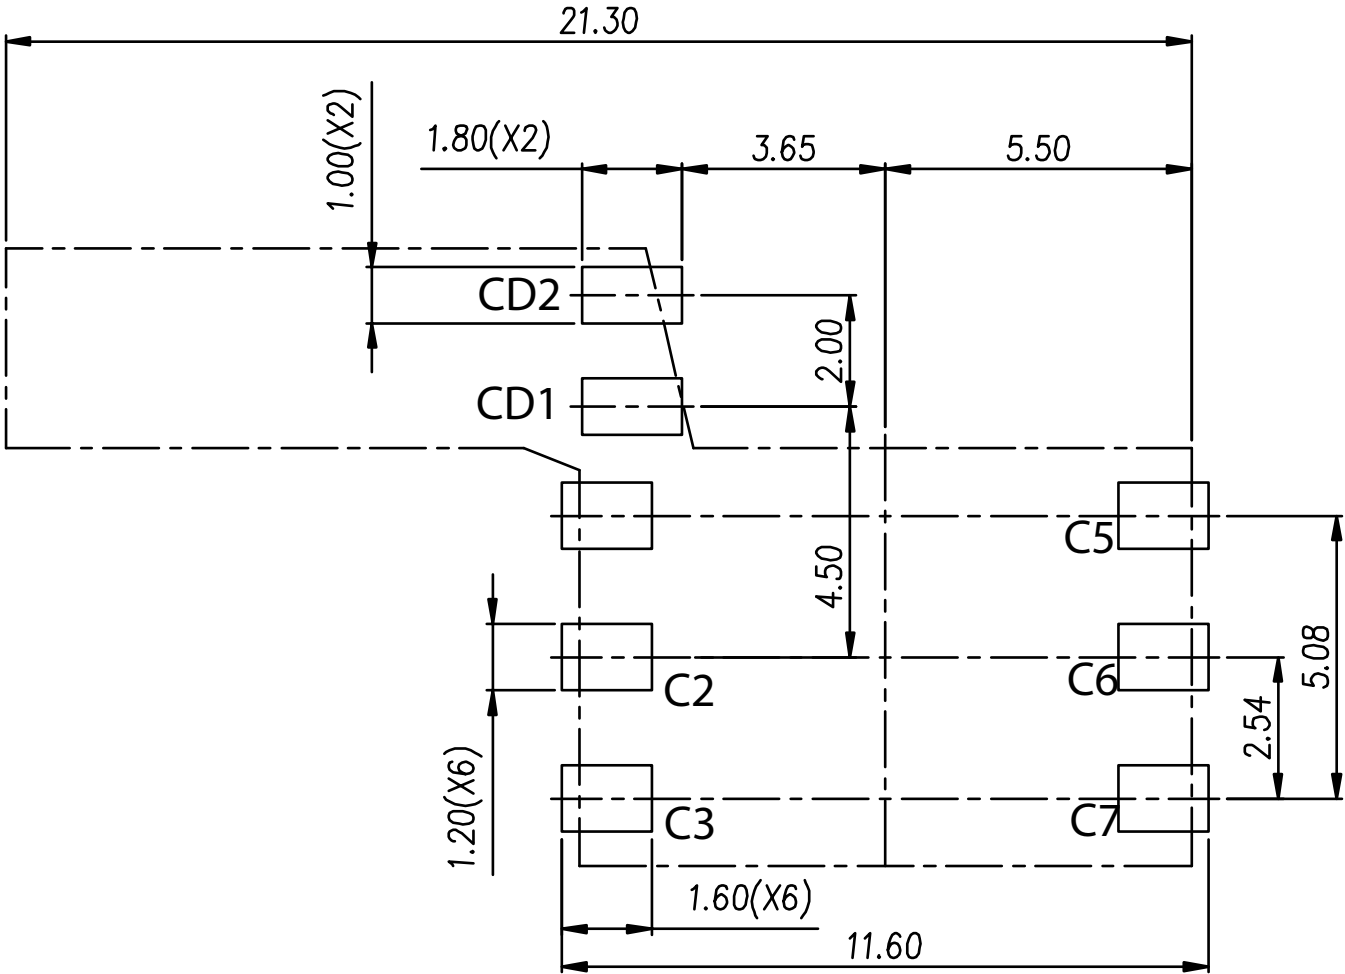 21.30
1.00(X2)
1.80(X2)
3.65
5.50
CD2
2.00
CD1
C5
4.50
5.08
C2
C6
2.54
1.20(X6)
C3
C7
1.60(X6)
11.60